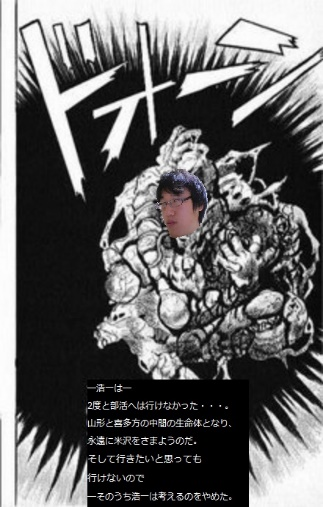 ドオーン
―浩一は―
2度と部活へは行けなかった・・・。
山形と喜多方の中間の生命体となり、
永遠に米沢をさまようのだ。
そして行きたいと思っても
行けないので
―そのうち浩一は考えるのをやめた。